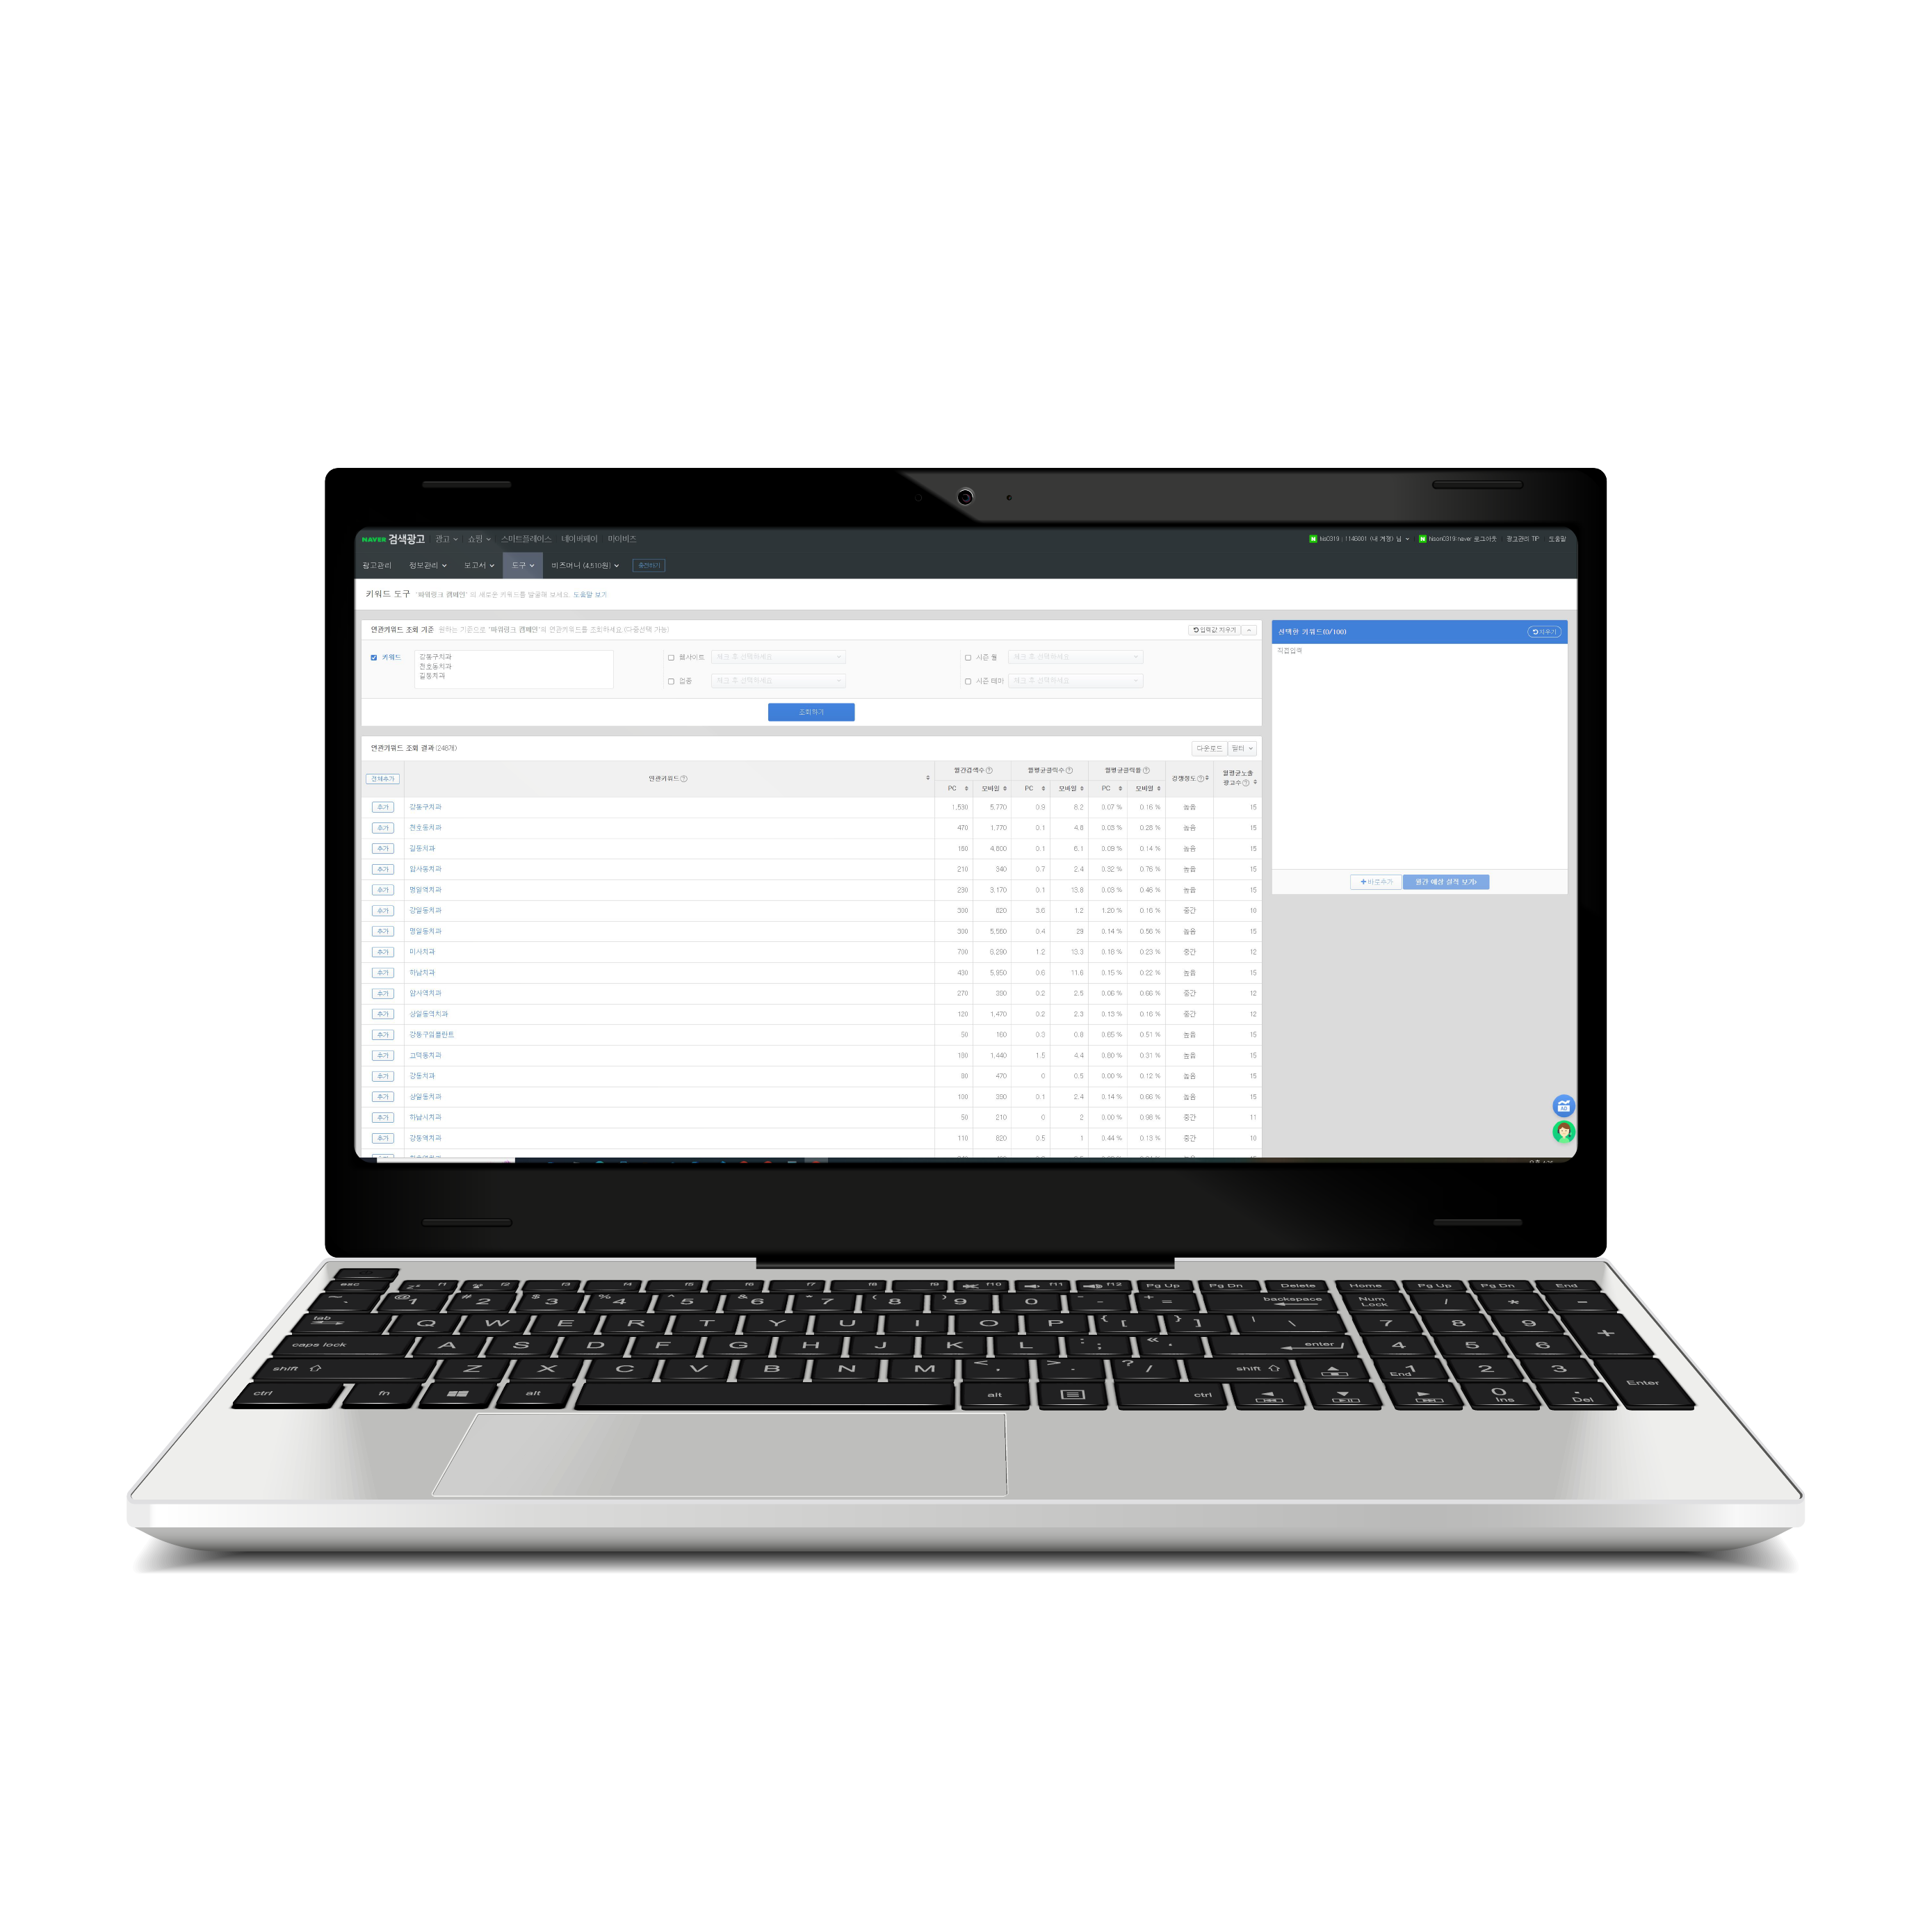 NAVER 검색광고 광고 쇼핑 스마트플레이스 네이버페이 마이비즈
광고관리 TIP 도움말
광고관리 정보관리 보고서 도구 비즈머니 (4,510원) 충전하기
키워드 도구 "파워링크 캠페인" 의 새로운 키워드를 발굴해 보세요. 도움말 보기
연관키워드 조회 기준 원하는 기준으로 "파워링크 캠페인"의 연관키워드를 조회하세요.(다중선택 가능) 입력값 지우기
키워드 강동구치과
천호동치과
길동치과
웹사이트 체크 후 선택하세요 시즌 월 체크 후 선택하세요
업종 체크 후 선택하세요 시즌 테마 체크 후 선택하세요
조회하기
선택한 키워드(0/100) 지우기
직접입력
+ 바로추가 월간 예상 실적 보기
연관키워드 조회 결과 (246개) 다운로드 필터
전체추가 연관키워드 월간검색수 월평균클릭수 월평균클릭률 경쟁정도 월평균노출 광고수
PC 모바일 PC 모바일 PC 모바일
추가 강동구치과 1,530 5,770 0.9 8.2 0.07 % 0.16 % 높음 15
추가 천호동치과 470 1,770 0.1 4.8 0.03 % 0.28 % 높음 15
추가 길동치과 4,800 0.1 6.1 0.09 % 0.14 % 높음 15
추가 암사동치과 210 340 0.7 2.4 0.32 % 0.76 % 높음 15
추가 명일역치과 230 3,170 0.1 13.8 0.03 % 0.46 % 높음 15
추가 강일동치과 300 820 3.6 1.2 1.20 % 0.16 % 중간 10
추가 명일동치과 5,560 0.4 29 0.14 % 0.56 % 높음 15
추가 미사치과 700 6,290 1.2 13.3 0.18 % 0.23 % 중간 12
추가 하남치과 430 5,950 0.6 11.6 0.15 % 0.22 % 높음 15
추가 암사역치과 270 390 0.2 2.5 0.06 % 0.66 % 중간 12
추가 상일동역치과 120 1,470 0.2 2.3 0.13 % 0.16 % 중간 12
추가 강동구임플란트 50 160 0.3 0.8 0.65 % 0.51 % 높음 15
추가 고덕동치과 1,440 1.5 4.4 0.80 % 0.31 % 높음 15
추가 강동치과 470 0 0.5 0.00 % 0.12 % 높음 15
추가 상일동치과 100 390 0.1 2.4 0.14 % 0.66 % 높음 15
추가 하남시치과 50 210 0 2 0.00 % 0.98 % 중간 11
추가 강동역치과 110 820 0.5 1 0.44 % 0.13 % 중간 10
esc f1 f2 f3 f4 f5 f6 f7 f8 f9 f10 f11 f12 Pg Up Pg Dn Delete Home Pg Up Pg Dn End
~ ` @ 1 # 2 $ 3 % 4 ^ 5 & 6 * 7 ( 8 ) 9 0 - + = backspace Num Lock / * -
tab Q W E R T Y U I O P { [ } ] \ 7 8 9 +
caps lock A S D F G H J K L : ; enter 4 5 6
shift Z X C V B N M < , > . ? / shift 1 End 2 3 Enter
ctrl fn alt alt ctrl 0 Ins . Del